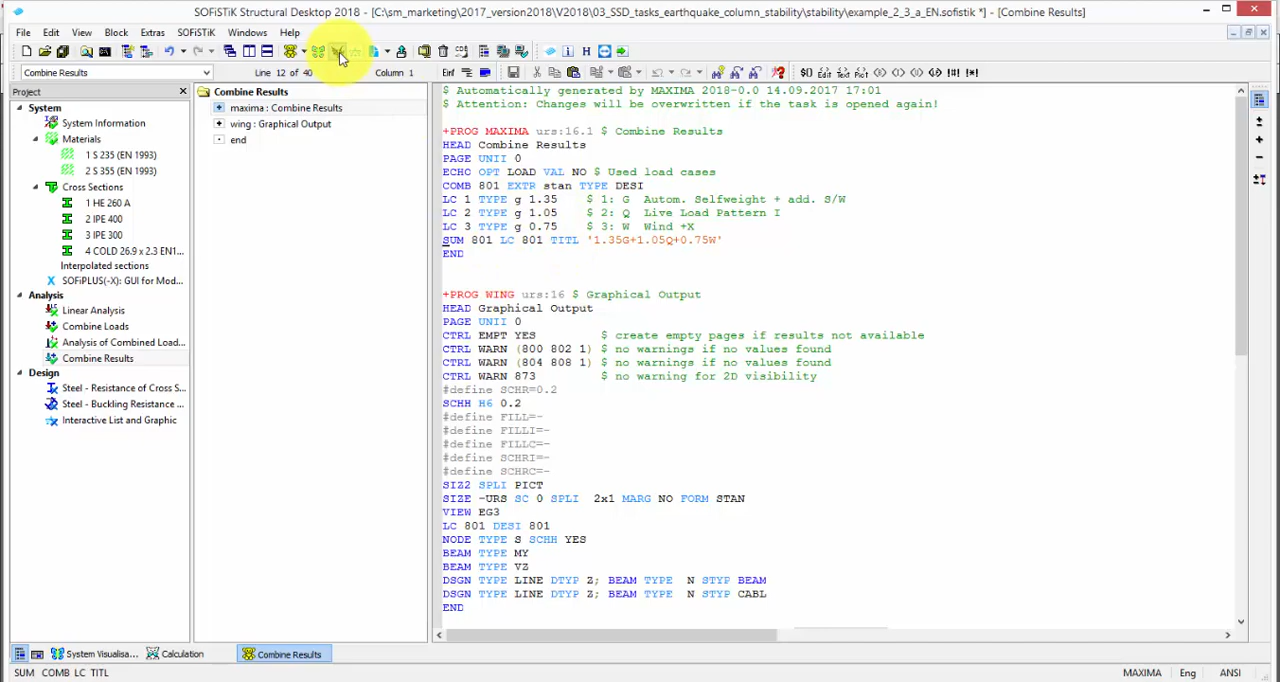 SOFiSTiK Structural Desktop 2018 - [C:\sm_marketing\2017_version2018\V2018\03_SSD_tasks_earthquake_column_stability\stability\example_2_3_a_EN.sofistik *] - [Combine Results]
File Edit View Block Extras SOFiSTiK Windows Help
Combine Results Line 12 of 40 Column 1 Einf
Project
System
System Information
Materials
1 S 235 (EN 1993)
2 S 355 (EN 1993)
Cross Sections
1 HE 260 A
2 IPE 400
3 IPE 300
4 COLD 26.9 x 2.3 EN1...
Interpolated sections
SOFiPLUS(-X): GUI for Mod...
Analysis
Linear Analysis
Combine Loads
Analysis of Combined Load...
Combine Results
Design
Steel - Resistance of Cross S...
Steel - Buckling Resistance ...
Interactive List and Graphic
Combine Results
maxima : Combine Results
wing : Graphical Output
end
$ Automatically generated by MAXIMA 2018-0.0 14.09.2017 17:01
$ Attention: Changes will be overwritten if the task is opened again!
+PROG MAXIMA urs:16.1 $ Combine Results
HEAD Combine Results
PAGE UNII 0
ECHO OPT LOAD VAL NO $ Used load cases
COMB 801 EXTR stan TYPE DESI
LC 1 TYPE g 1.35 $ 1: G Autom. Selfweight + add. S/W
LC 2 TYPE g 1.05 $ 2: Q Live Load Pattern I
LC 3 TYPE g 0.75 $ 3: W Wind +X
SUM 801 LC 801 TITL '1.35G+1.05Q+0.75W'
END
+PROG WING urs:16 $ Graphical Output
HEAD Graphical Output
PAGE UNII 0
CTRL EMPT YES $ create empty pages if results not available
CTRL WARN (800 802 1) $ no warnings if no values found
CTRL WARN (804 808 1) $ no warnings if no values found
CTRL WARN 873 $ no warning for 2D visibility
#define SCHR=0.2
SCHH H6 0.2
#define FILL=-
#define FILLI=-
#define FILLC=-
#define SCHRI=-
#define SCHRC=-
SIZ2 SPLI PICT
SIZE -URS SC 0 SPLI 2x1 MARG NO FORM STAN
VIEW EG3
LC 801 DESI 801
NODE TYPE S SCHH YES
BEAM TYPE MY
BEAM TYPE VZ
DSGN TYPE LINE DTYP Z; BEAM TYPE N STYP BEAM
DSGN TYPE LINE DTYP Z; BEAM TYPE N STYP CABL
END
System Visualisa... Calculation Combine Results
SUM COMB LC TITL MAXIMA Eng ANSI